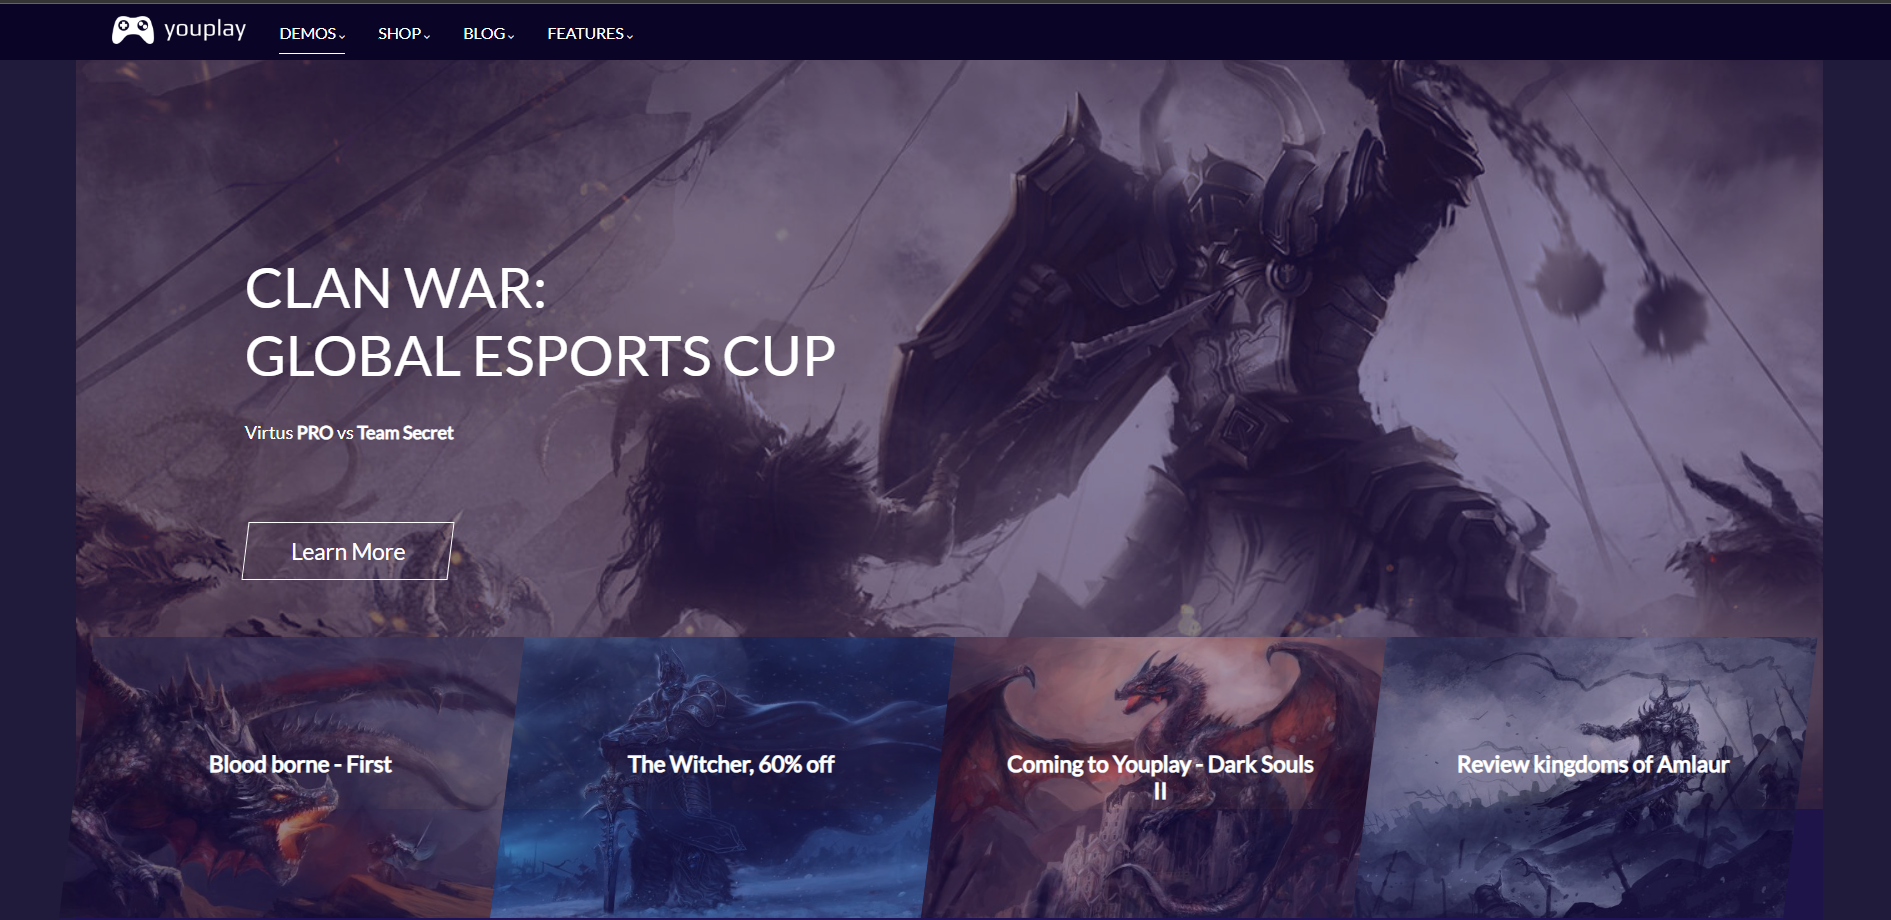 youplay
DEMOS
SHOP
BLOG
FEATURES
CLAN WAR:
GLOBAL ESPORTS CUP
Virtus PRO vs Team Secret
Learn More
Blood borne - First
The Witcher, 60% off
Coming to Youplay - Dark Souls
II
Review kingdoms of Amlaur